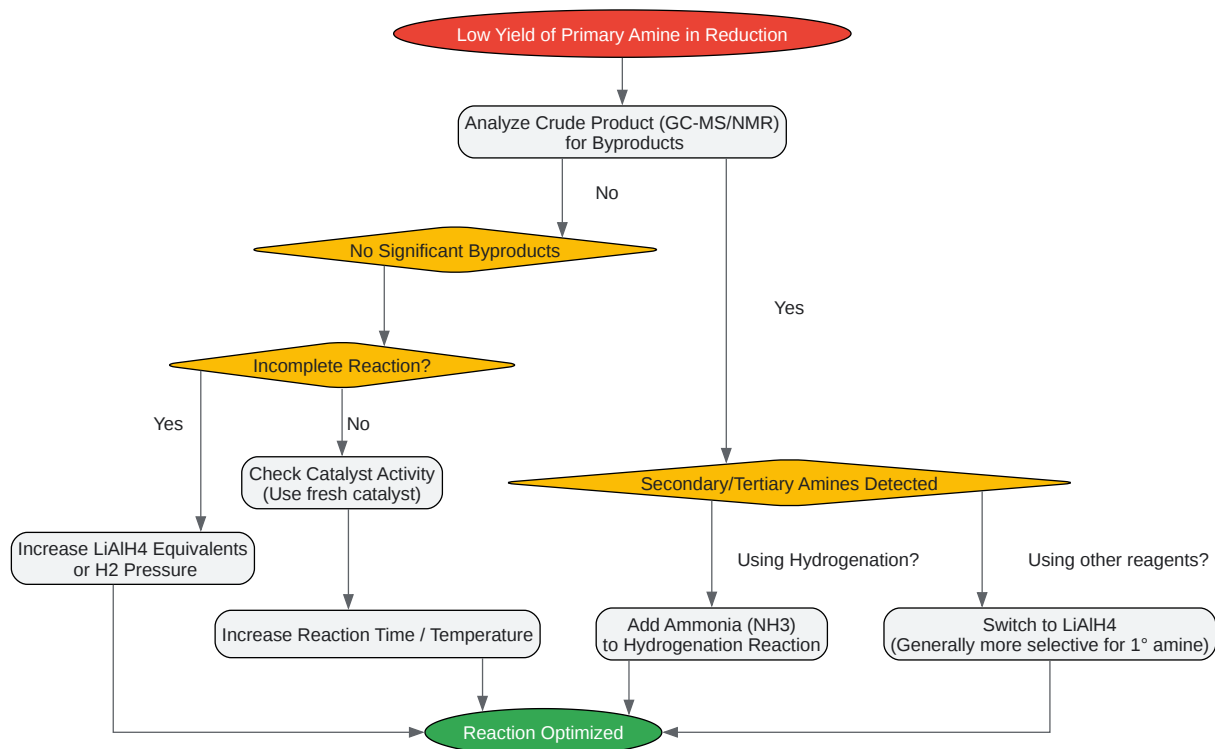 Low Yield of Primary Amine in Reduction
Analyze Crude Product (GC-MS/NMR)
for Byproducts
No
No Significant Byproducts
Yes
Incomplete Reaction?
Yes
No
Check Catalyst Activity
(Use fresh catalyst)
Secondary/Tertiary Amines Detected
Increase LiAlH4 Equivalents
or H2 Pressure
Using Hydrogenation?
Using other reagents?
Increase Reaction Time / Temperature
Add Ammonia (NH3)
to Hydrogenation Reaction
Switch to LiAlH4
(Generally more selective for 1° amine)
Reaction Optimized